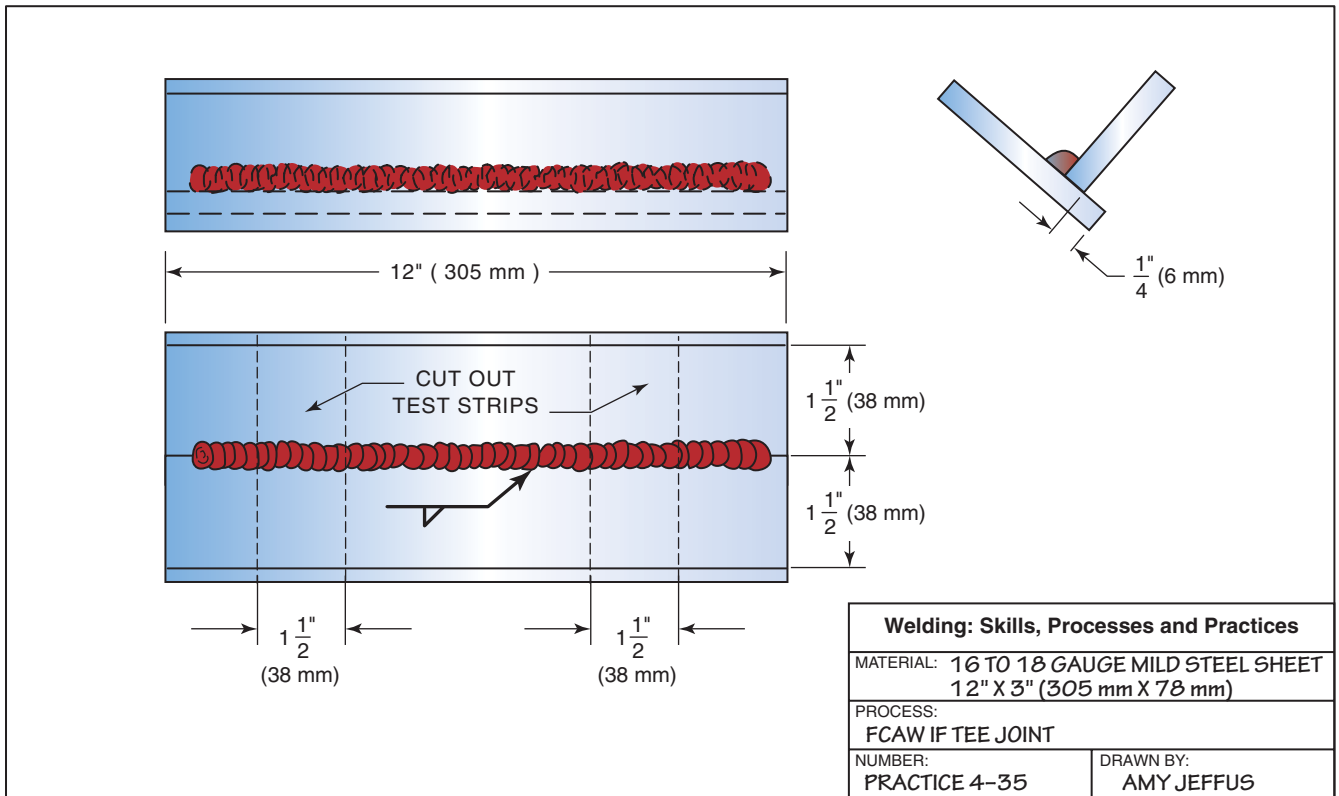 12" ( 305 mm )
1"
4 (6 mm)
CUT OUT
TEST STRIPS
1 1"
2 (38 mm)
1 1"
2 (38 mm)
1 1"
2
(38 mm)
1 1"
2
(38 mm)
Welding: Skills, Processes and Practices
MATERIAL: 16 TO 18 GAUGE MILD STEEL SHEET
12" X 3" (305 mm X 78 mm)
PROCESS:
FCAW IF TEE JOINT
NUMBER:
PRACTICE 4-35
DRAWN BY:
AMY JEFFUS